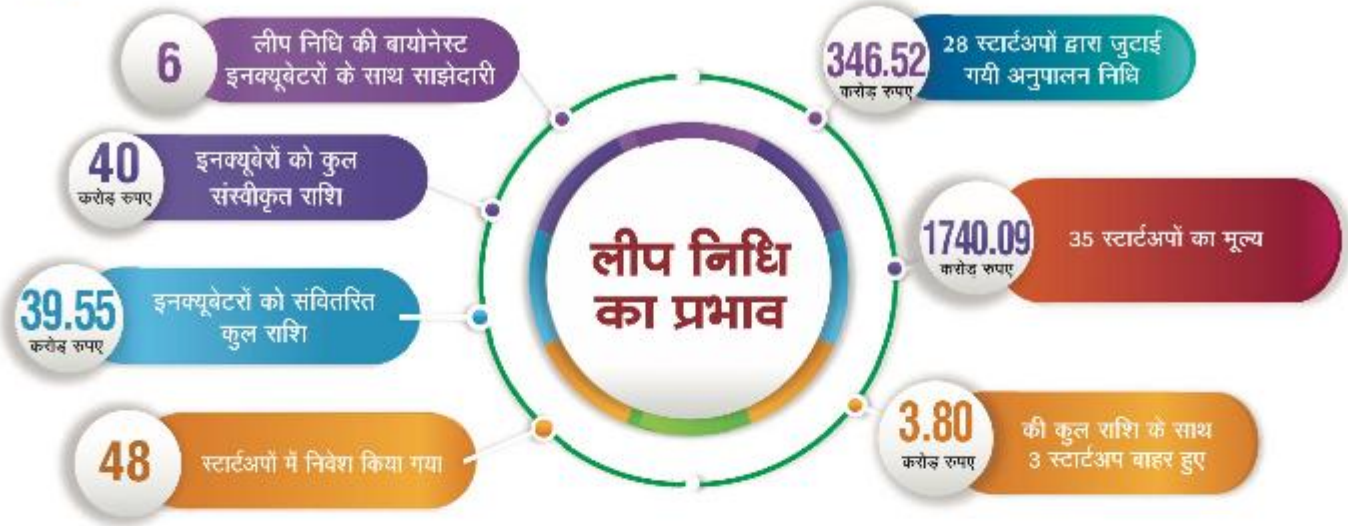 6
लीप निधि की बायोनेस्ट
इनक्यूबेटरों के साथ साझेदारी
40
करोड़ रुपए
इनक्यूबेरों को कुल
संस्वीकृत राशि
39.55
करोड़ रुपए
इनक्यूबेटरों को संवितरित
कुल राशि
48
स्टार्टअपों में निवेश किया गया
लीप निधि
का प्रभाव
346.52
करोड़ रुपए
28 स्टार्टअपों द्वारा जुटाई
गयी अनुपालन निधि
1740.09
करोड़ रुपए
35 स्टार्टअपों का मूल्य
3.80
करोड़ रुपए
की कुल राशि के साथ
3 स्टार्टअप बाहर हुए